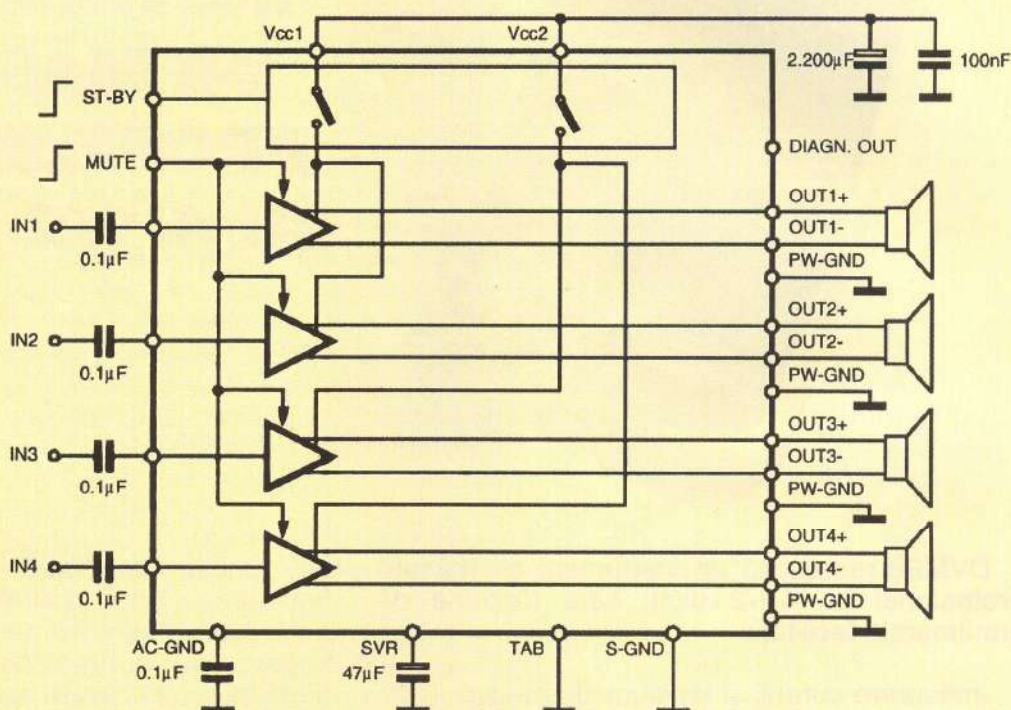 Vcc1
Vcc2
2.200µF
100nF
ST-BY
MUTE
DIAGN. OUT
IN1
0.1µF
OUT1+
OUT1-
PW-GND
IN2
0.1µF
OUT2+
OUT2-
PW-GND
IN3
0.1µF
OUT3+
OUT3-
PW-GND
IN4
0.1µF
OUT4+
OUT4-
PW-GND
AC-GND
0.1µF
SVR
47µF
TAB
S-GND